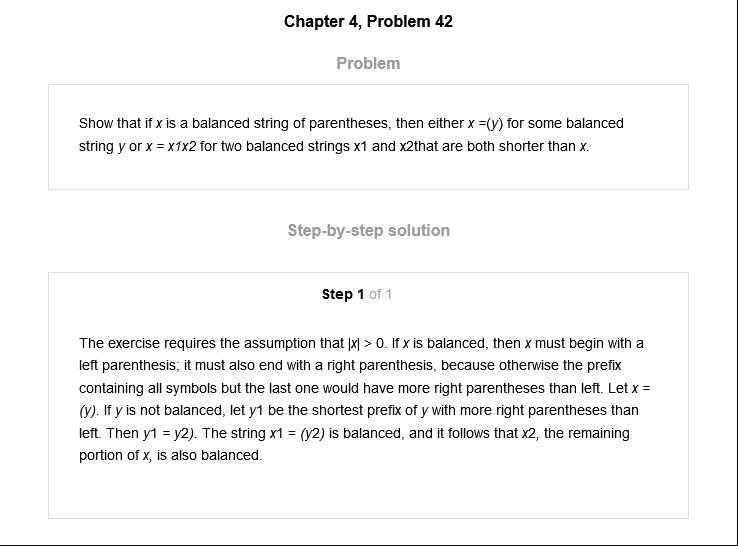 Chapter 4, Problem 42
Problem
Show that if x is a balanced string of parentheses, then either x =(y) for some balanced
string y or x = x1x2 for two balanced strings x1 and x2that are both shorter than x.
Step-by-step solution
Step 1 of 1
The exercise requires the assumption that |x| > 0. If x is balanced, then x must begin with a
left parenthesis; it must also end with a right parenthesis, because otherwise the prefix
containing all symbols but the last one would have more right parentheses than left. Let x =
(y). If y is not balanced, let y1 be the shortest prefix of y with more right parentheses than
left. Then y1 = y2). The string x1 = (y2) is balanced, and it follows that x2, the remaining
portion of x, is also balanced.